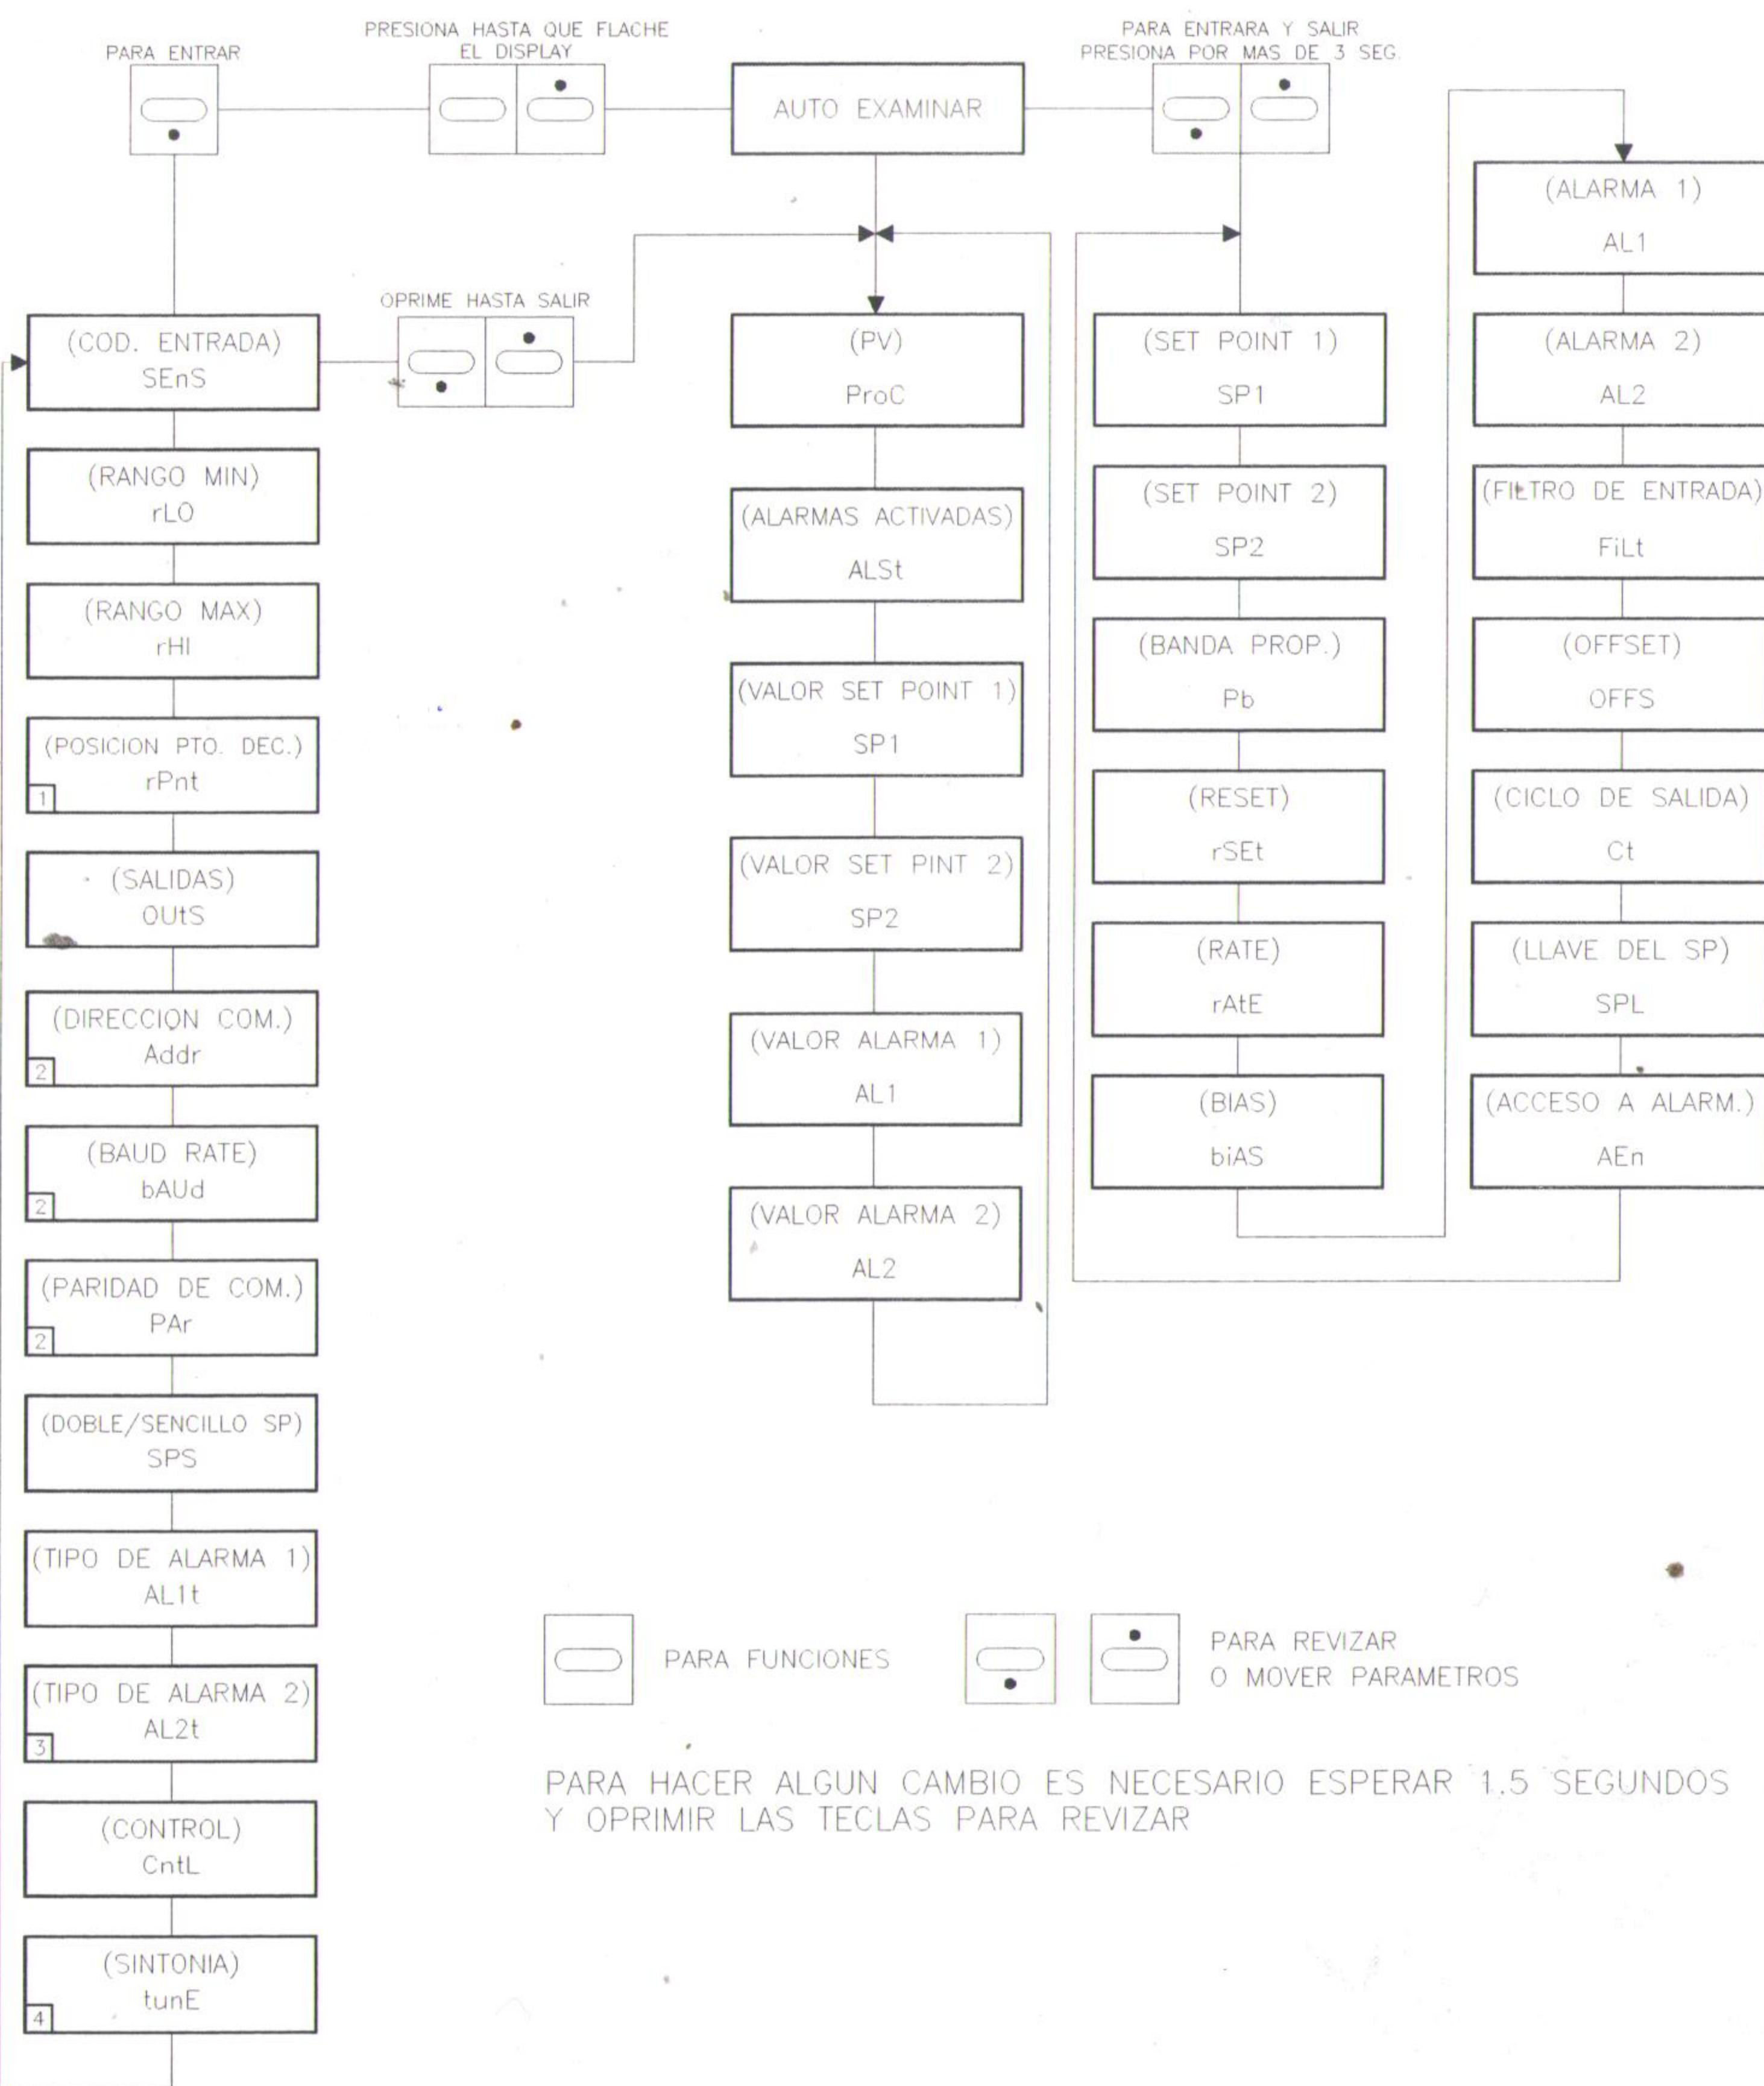 PARA ENTRAR
PRESIONA HASTA QUE FLACHE
EL DISPLAY
AUTO EXAMINAR
PARA ENTRARA Y SALIR
PRESIONA POR MAS DE 3 SEG.
OPRIME HASTA SALIR
(COD. ENTRADA)
SEnS
(RANGO MIN)
rLO
(RANGO MAX)
rHI
(POSICION PTO. DEC.)
rPnt
1
(SALIDAS)
OUtS
(DIRECCION COM.)
Addr
2
(BAUD RATE)
bAUd
2
(PARIDAD DE COM.)
PAr
2
(DOBLE/SENCILLO SP)
SPS
(TIPO DE ALARMA 1)
AL1t
(TIPO DE ALARMA 2)
AL2t
3
(CONTROL)
CntL
(SINTONIA)
tunE
4
(PV)
ProC
(ALARMAS ACTIVADAS)
ALSt
(VALOR SET POINT 1)
SP1
(VALOR SET PINT 2)
SP2
(VALOR ALARMA 1)
AL1
(VALOR ALARMA 2)
AL2
(SET POINT 1)
SP1
(SET POINT 2)
SP2
(BANDA PROP.)
Pb
(RESET)
rSEt
(RATE)
rAtE
(BIAS)
biAS
(ALARMA 1)
AL1
(ALARMA 2)
AL2
(FILTRO DE ENTRADA)
FiLt
(OFFSET)
OFFS
(CICLO DE SALIDA)
Ct
(LLAVE DEL SP)
SPL
(ACCESO A ALARM.)
AEn
PARA FUNCIONES
PARA REVIZAR
O MOVER PARAMETROS
PARA HACER ALGUN CAMBIO ES NECESARIO ESPERAR 1.5 SEGUNDOS
Y OPRIMIR LAS TECLAS PARA REVIZAR